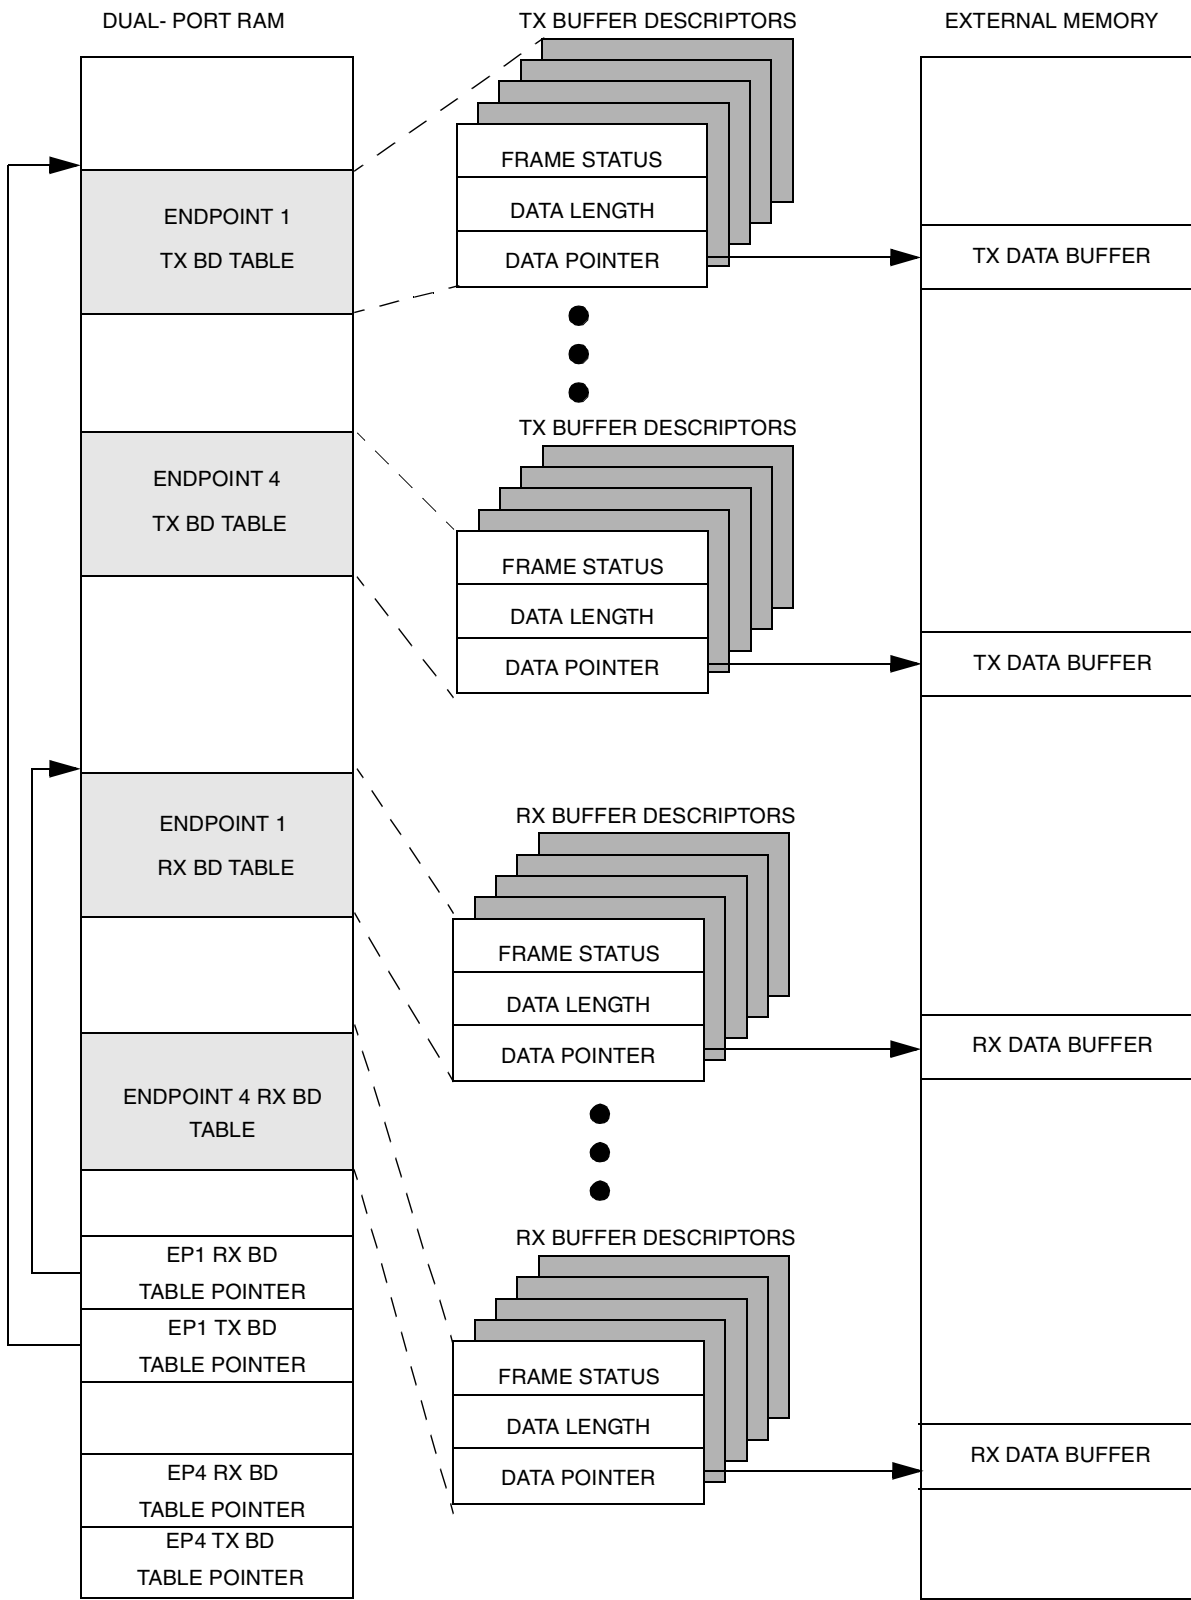 DUAL- PORT RAM
TX BUFFER DESCRIPTORS
EXTERNAL MEMORY
ENDPOINT 1
TX BD TABLE
FRAME STATUS
DATA LENGTH
DATA POINTER
TX DATA BUFFER
ENDPOINT 4
TX BD TABLE
TX BUFFER DESCRIPTORS
FRAME STATUS
DATA LENGTH
DATA POINTER
TX DATA BUFFER
ENDPOINT 1
RX BD TABLE
RX BUFFER DESCRIPTORS
FRAME STATUS
DATA LENGTH
DATA POINTER
RX DATA BUFFER
ENDPOINT 4 RX BD
TABLE
RX BUFFER DESCRIPTORS
FRAME STATUS
DATA LENGTH
DATA POINTER
RX DATA BUFFER
EP1 RX BD
TABLE POINTER
EP1 TX BD
TABLE POINTER
EP4 RX BD
TABLE POINTER
EP4 TX BD
TABLE POINTER